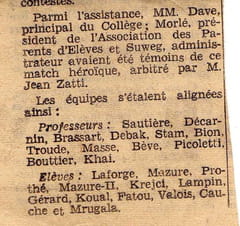 contestés.
Parmi l'assistance, MM. Dave,
principal du Collège ; Morlé, pré-
sident de l'Association des Pa-
rents d'Elèves et Suweg, adminis-
trateur avaient été témoins de ce
match héroïque, arbitré par M.
Jean Zatti.
Les équipes s'étaient alignées
ainsi :
Professeurs : Sautière, Décar-
nin, Brassart, Debak, Stam, Bion,
Troude, Masse, Bève, Picoletti,
Bouttier, Khai.
Elèves : Laforge, Mazure, Pro-
thé, Mazure-II, Krejci, Lampin,
Gérard, Koual, Fatou, Valois, Cau-
che et Mrugala.